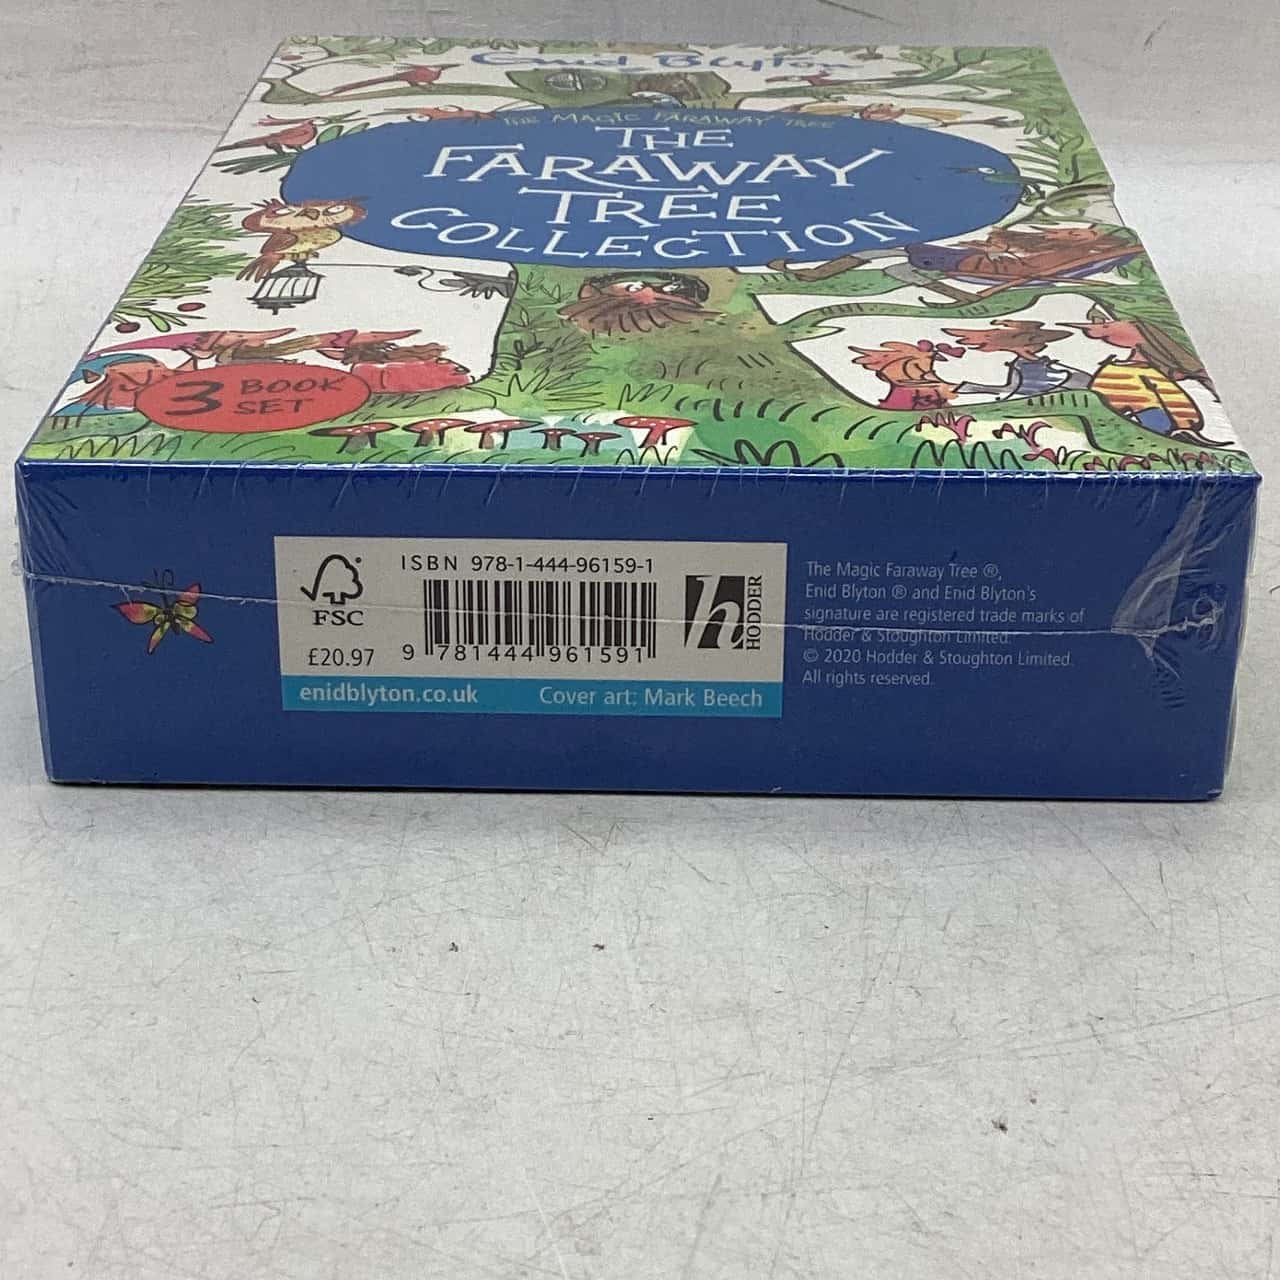 Enid Blyton
THE MAGIC FARAWAY TREE
THE
FARAWAY
TREE
COLLECTION
3 BOOK
SET
ISBN 978-1-444-96159-1
FSC
£20.97
9 781444 961591
h HODDER
enidblyton.co.uk Cover art: Mark Beech
The Magic Faraway Tree ®,
Enid Blyton ® and Enid Blyton's
signature are registered trade marks of
Hodder & Stoughton Limited.
© 2020 Hodder & Stoughton Limited.
All rights reserved.